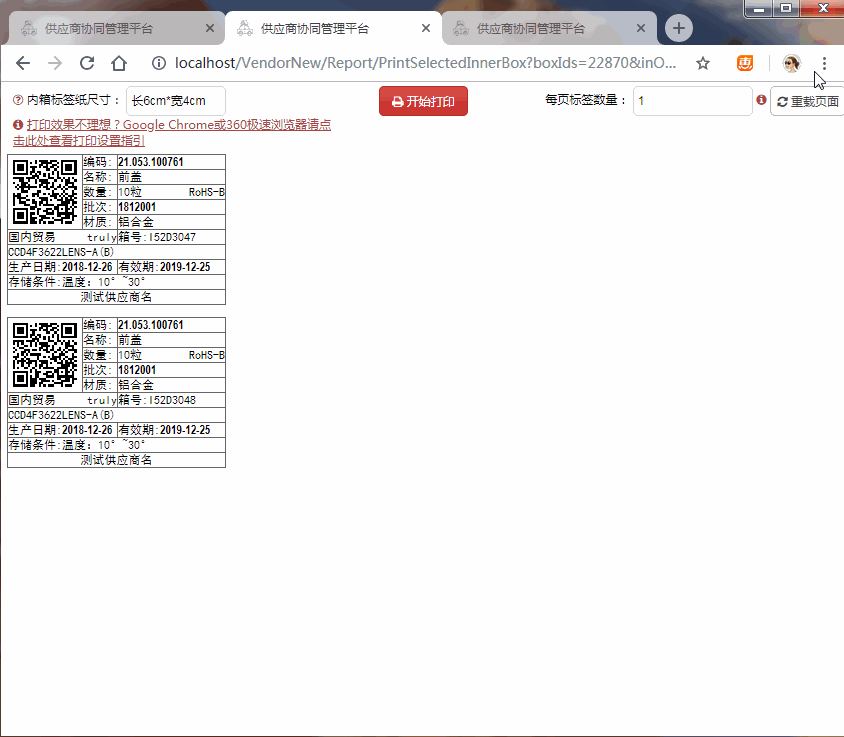 供应商协同管理平台
供应商协同管理平台
供应商协同管理平台
localhost/VendorNew/Report/PrintSelectedInnerBox?boxIds=22870&inO...
内箱标签纸尺寸： 长6cm*宽4cm 开始打印 每页标签数量： 1 重载页面
打印效果不理想？Google Chrome或360极速浏览器请点
击此处查看打印设置指引
编码: 21.053.100761
名称: 前盖
数量: 10粒 RoHS-B
批次: 1812001
材质: 铝合金
国内贸易 truly 箱号:I52D3047
CCD4F3622LENS-A(B)
生产日期:2018-12-26 有效期:2019-12-25
存储条件:温度: 10° ~30°
测试供应商名
编码: 21.053.100761
名称: 前盖
数量: 10粒 RoHS-B
批次: 1812001
材质: 铝合金
国内贸易 truly 箱号:I52D3048
CCD4F3622LENS-A(B)
生产日期:2018-12-26 有效期:2019-12-25
存储条件:温度: 10° ~30°
测试供应商名